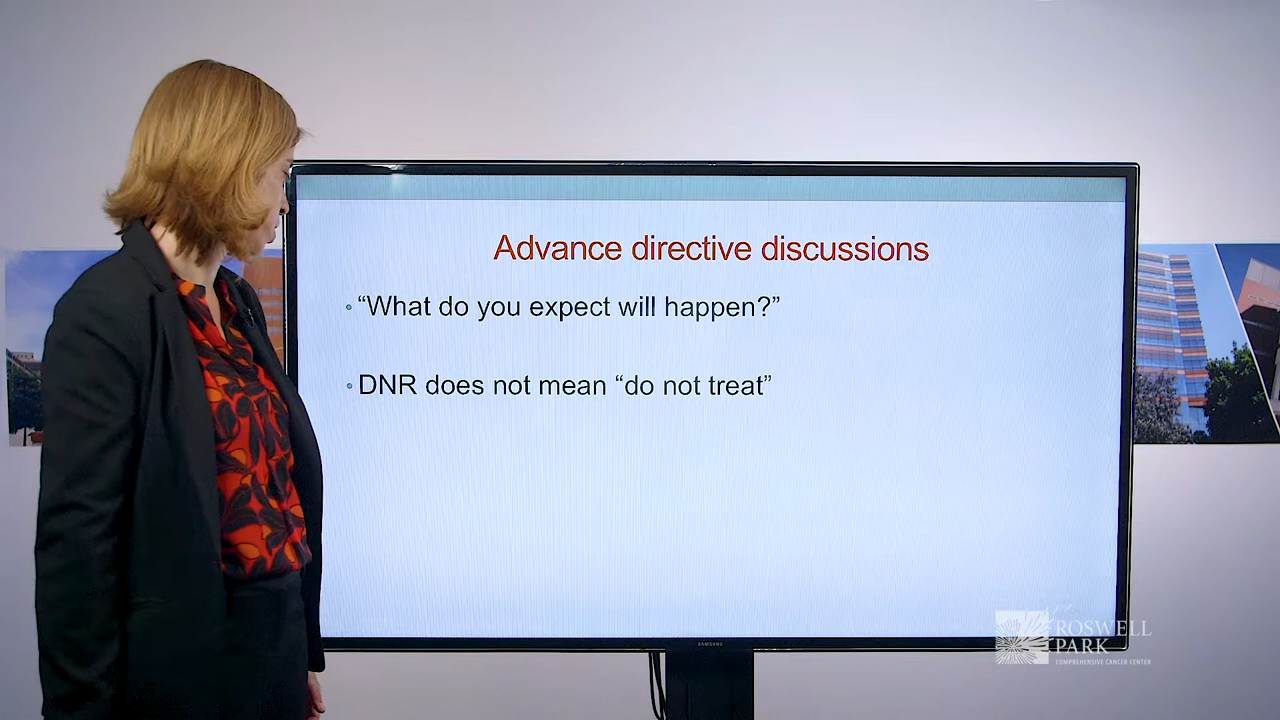 Advance directive discussions
“What do you expect will happen?”
DNR does not mean “do not treat”
SAMSUNG
ROSWELL
PARK
COMPREHENSIVE CANCER CENTER